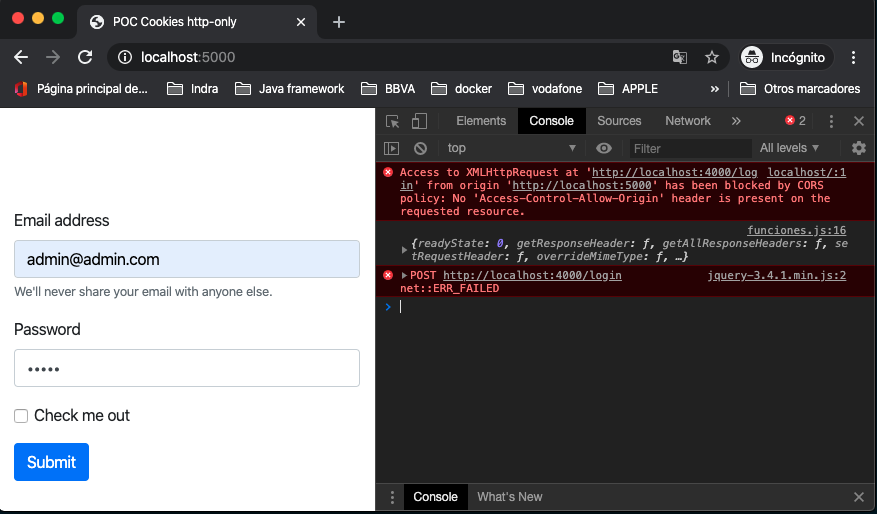 POC Cookies http-only
localhost:5000
Incógnito
Página principal de...
Indra
Java framework
BBVA
docker
vodafone
APPLE
»
Otros marcadores
Elements
Console
Sources
Network
»
2
top
Filter
All levels
Email address
admin@admin.com
We'll never share your email with anyone else.
Password
•••••
Check me out
Submit
Access to XMLHttpRequest at 'http://localhost:4000/log localhost/:1
in' from origin 'http://localhost:5000' has been blocked by CORS
policy: No 'Access-Control-Allow-Origin' header is present on the
requested resource.
funciones.js:16
{readyState: 0, getResponseHeader: ƒ, getAllResponseHeaders: ƒ, se
tRequestHeader: ƒ, overrideMimeType: ƒ, …}
POST http://localhost:4000/login jquery-3.4.1.min.js:2
net::ERR_FAILED
Console
What's New